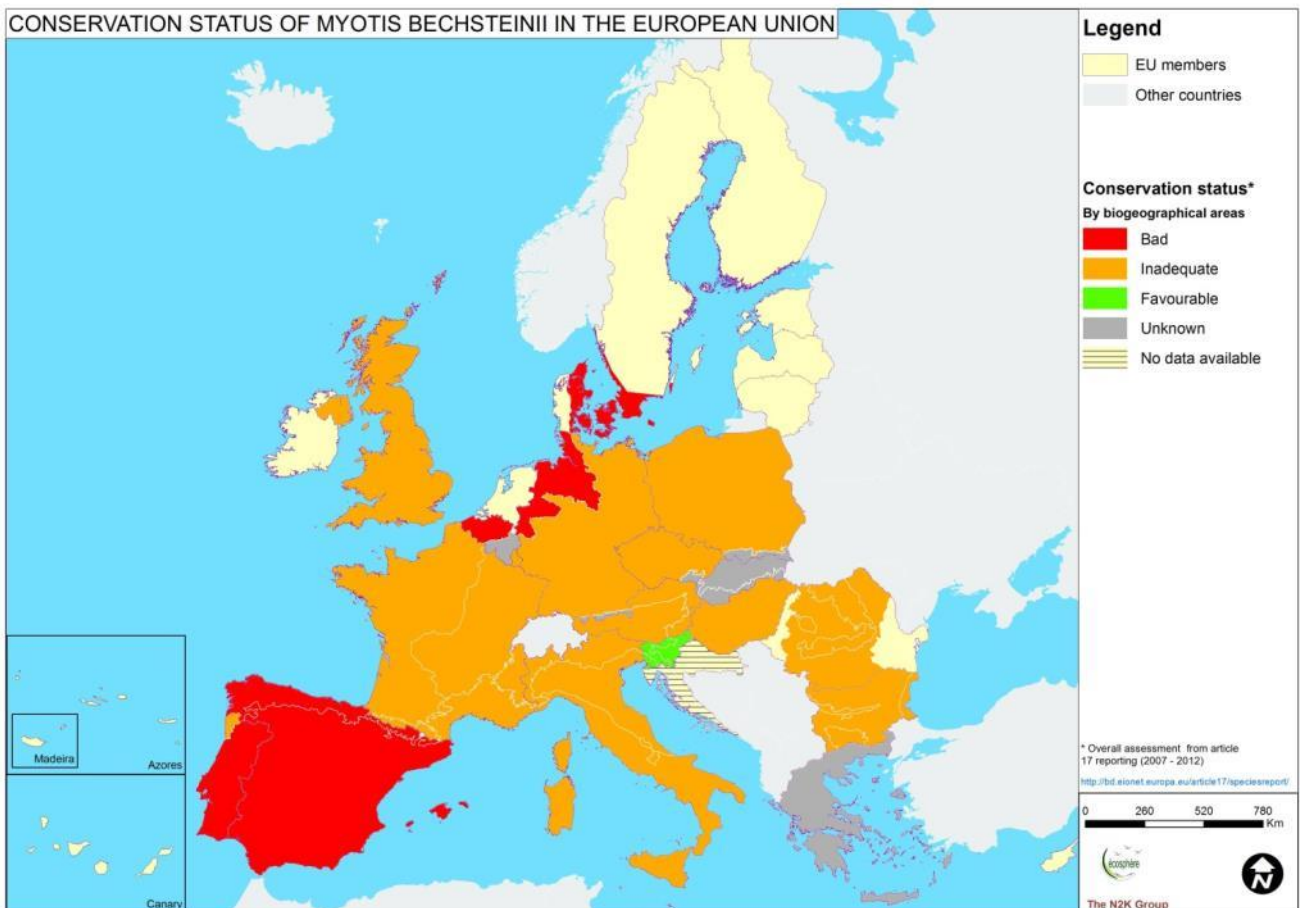 CONSERVATION STATUS OF MYOTIS BECHSTEINII IN THE EUROPEAN UNION
Legend
EU members
Other countries
Conservation status*
By biogeographical areas
Bad
Inadequate
Favourable
Unknown
No data available
Madeira
Azores
Canary
* Overall assessment from article
17 reporting (2007 - 2012)
http://bd.eionet.europa.eu/article17/speciesreport/
0 260 520 780
Km
écosphère
N
The N2K Group